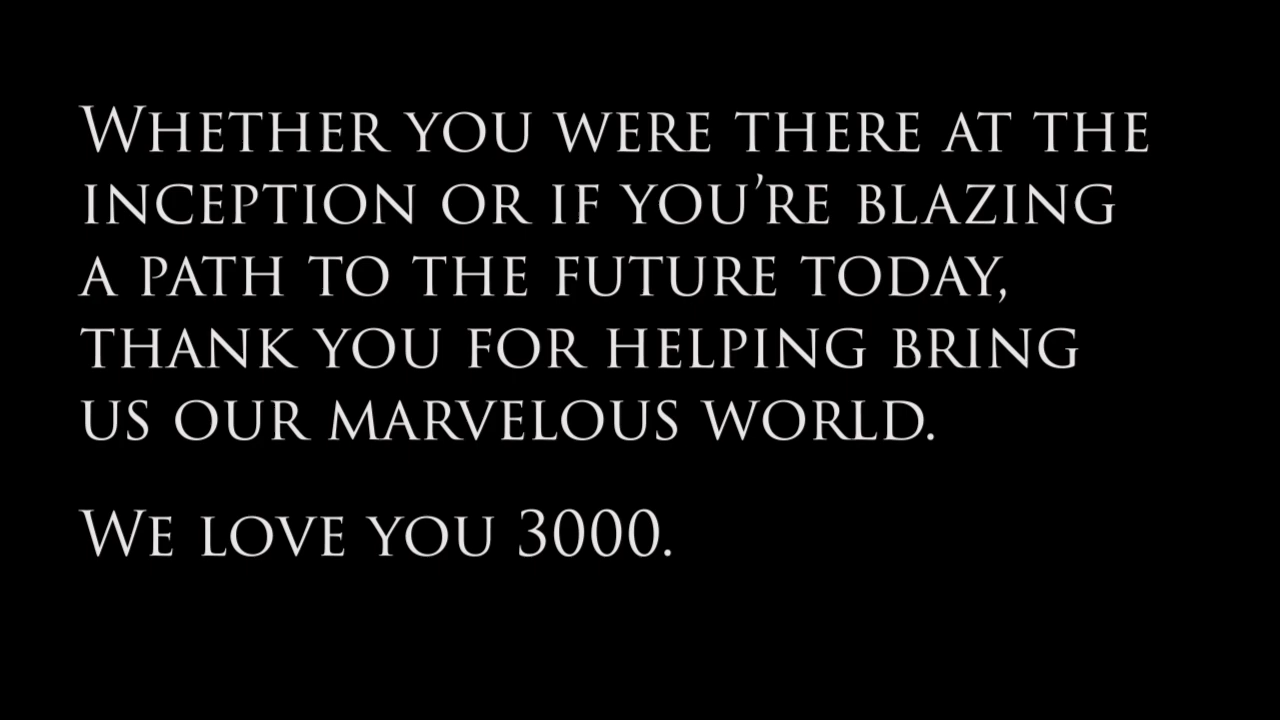 Whether you were there at the
inception or if you’re blazing
a path to the future today,
thank you for helping bring
us our marvelous world.
We love you 3000.